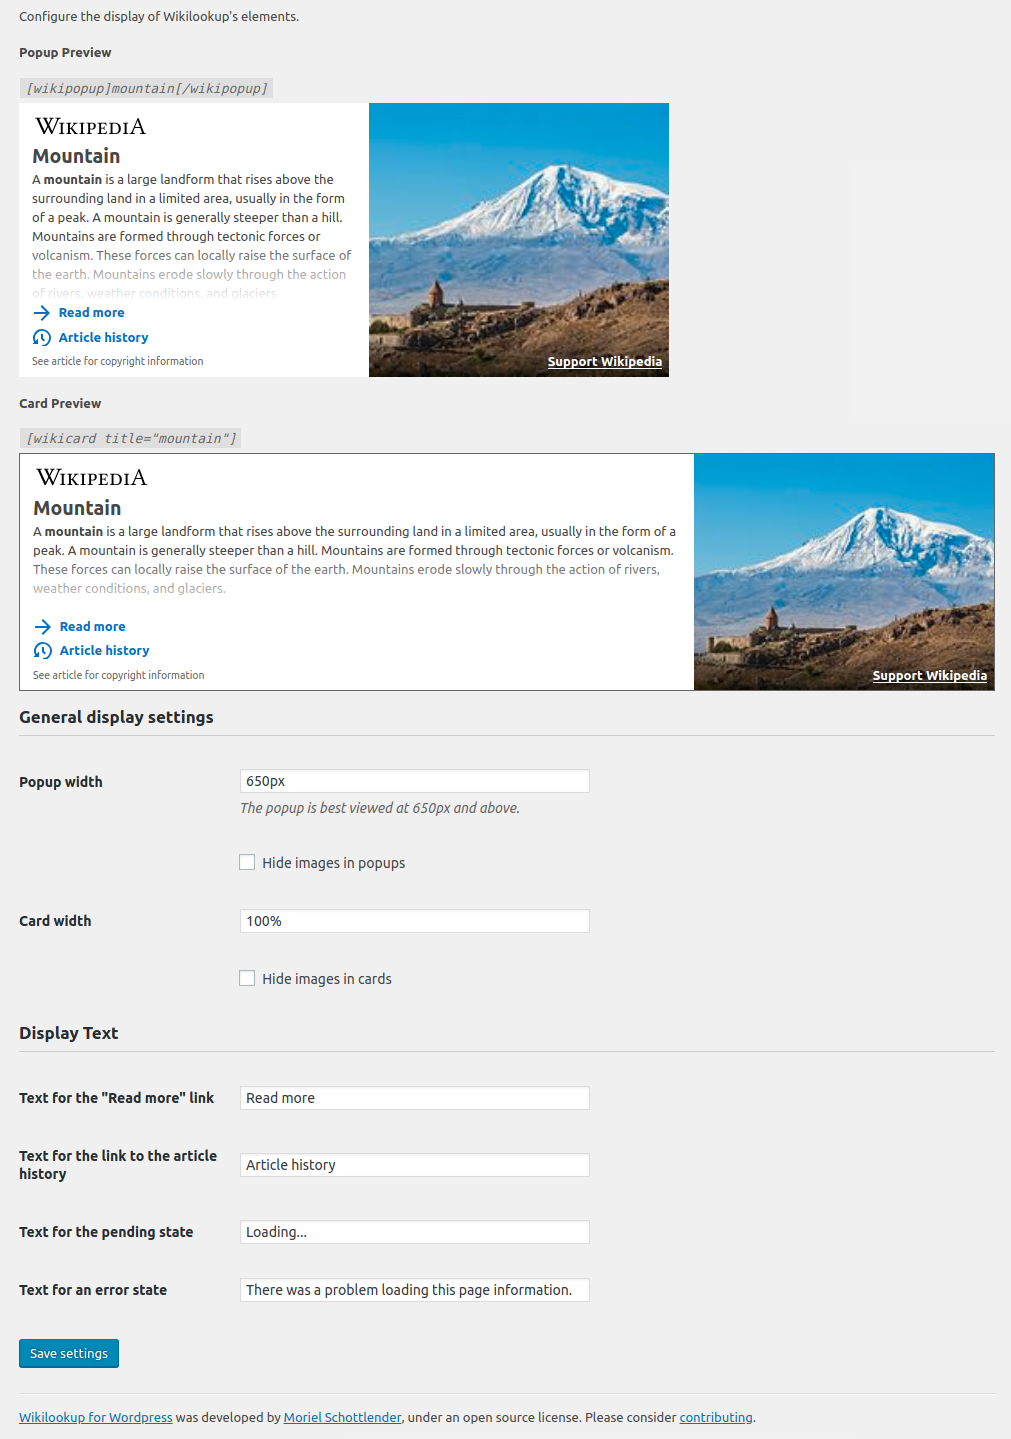 Configure the display of Wikilookup's elements.
Popup Preview
[wikipopup]mountain[/wikipopup]
WIKIPEDIA
Mountain
A mountain is a large landform that rises above the
surrounding land in a limited area, usually in the form
of a peak. A mountain is generally steeper than a hill.
Mountains are formed through tectonic forces or
volcanism. These forces can locally raise the surface of
the earth. Mountains erode slowly through the action
of rivers, weather conditions, and glaciers.
Read more
Article history
See article for copyright information
Support Wikipedia
Card Preview
[wikicard title="mountain"]
WIKIPEDIA
Mountain
A mountain is a large landform that rises above the surrounding land in a limited area, usually in the form of a
peak. A mountain is generally steeper than a hill. Mountains are formed through tectonic forces or volcanism.
These forces can locally raise the surface of the earth. Mountains erode slowly through the action of rivers,
weather conditions, and glaciers.
Read more
Article history
See article for copyright information
Support Wikipedia
General display settings
Popup width
650px
The popup is best viewed at 650px and above.
Hide images in popups
Card width
100%
Hide images in cards
Display Text
Text for the "Read more" link
Read more
Text for the link to the article
history
Article history
Text for the pending state
Loading...
Text for an error state
There was a problem loading this page information.
Save settings
Wikilookup for Wordpress was developed by Moriel Schottlender, under an open source license. Please consider contributing.